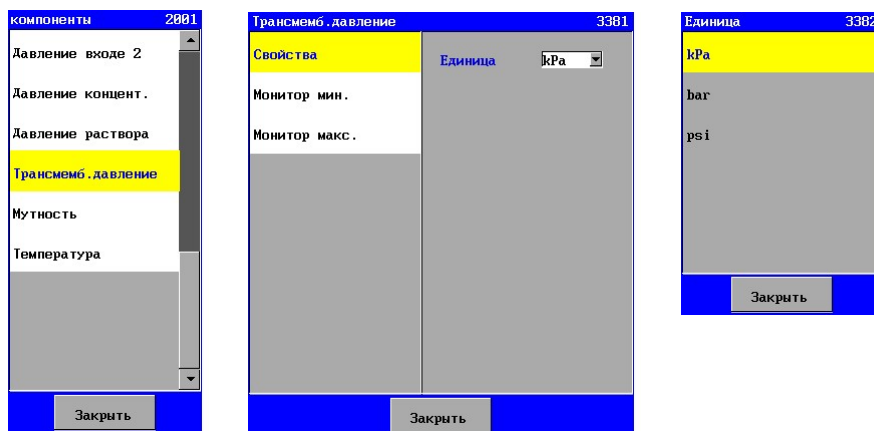 компоненты 2001
Давление входе 2
Давление концент.
Давление раствора
Трансмемб.давление
Мутность
Температура
Закрыть
Трансмемб.давление 3381
Свойства
Единица kPa
Монитор мин.
Монитор макс.
Закрыть
Единица 3382
kPa
bar
psi
Закрыть